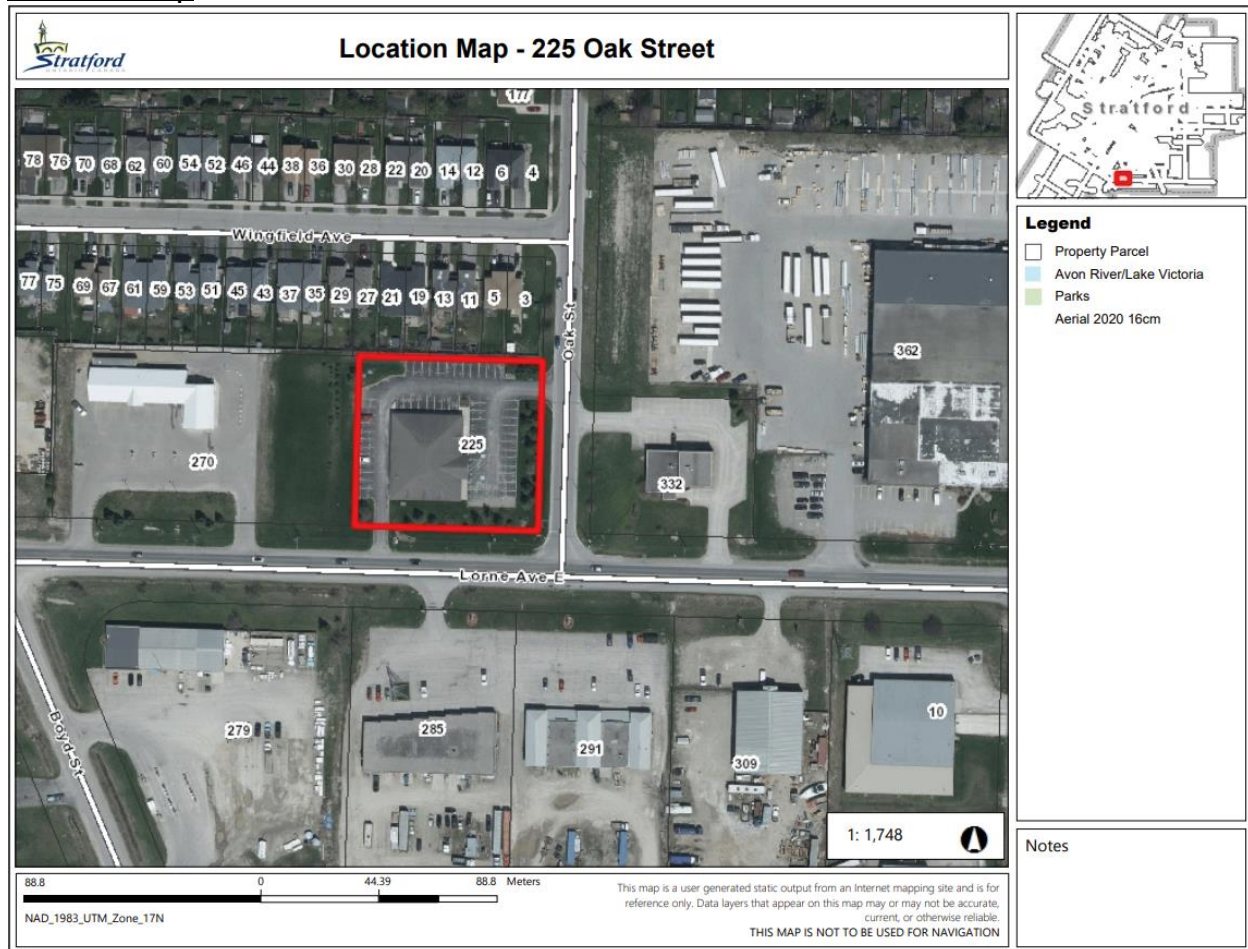 Stratford
ONTARIO CANADA
Location Map - 225 Oak Street
Stratford
78 76 70 68 62 60 54 52 46 44 38 36 30 28 22 20 14 12 6 4
Wingfield Ave
77 75 69 67 61 59 53 51 45 43 37 35 29 27 21 19 13 11 5 3
Oak St
362
225
270
332
Lorne Ave E
Boyd St
279
285
291
309
10
1: 1,748
Legend
Property Parcel
Avon River/Lake Victoria
Parks
Aerial 2020 16cm
Notes
88.8 0 44.39 88.8 Meters
NAD_1983_UTM_Zone_17N
This map is a user generated static output from an Internet mapping site and is for
reference only. Data layers that appear on this map may or may not be accurate,
current, or otherwise reliable.
THIS MAP IS NOT TO BE USED FOR NAVIGATION